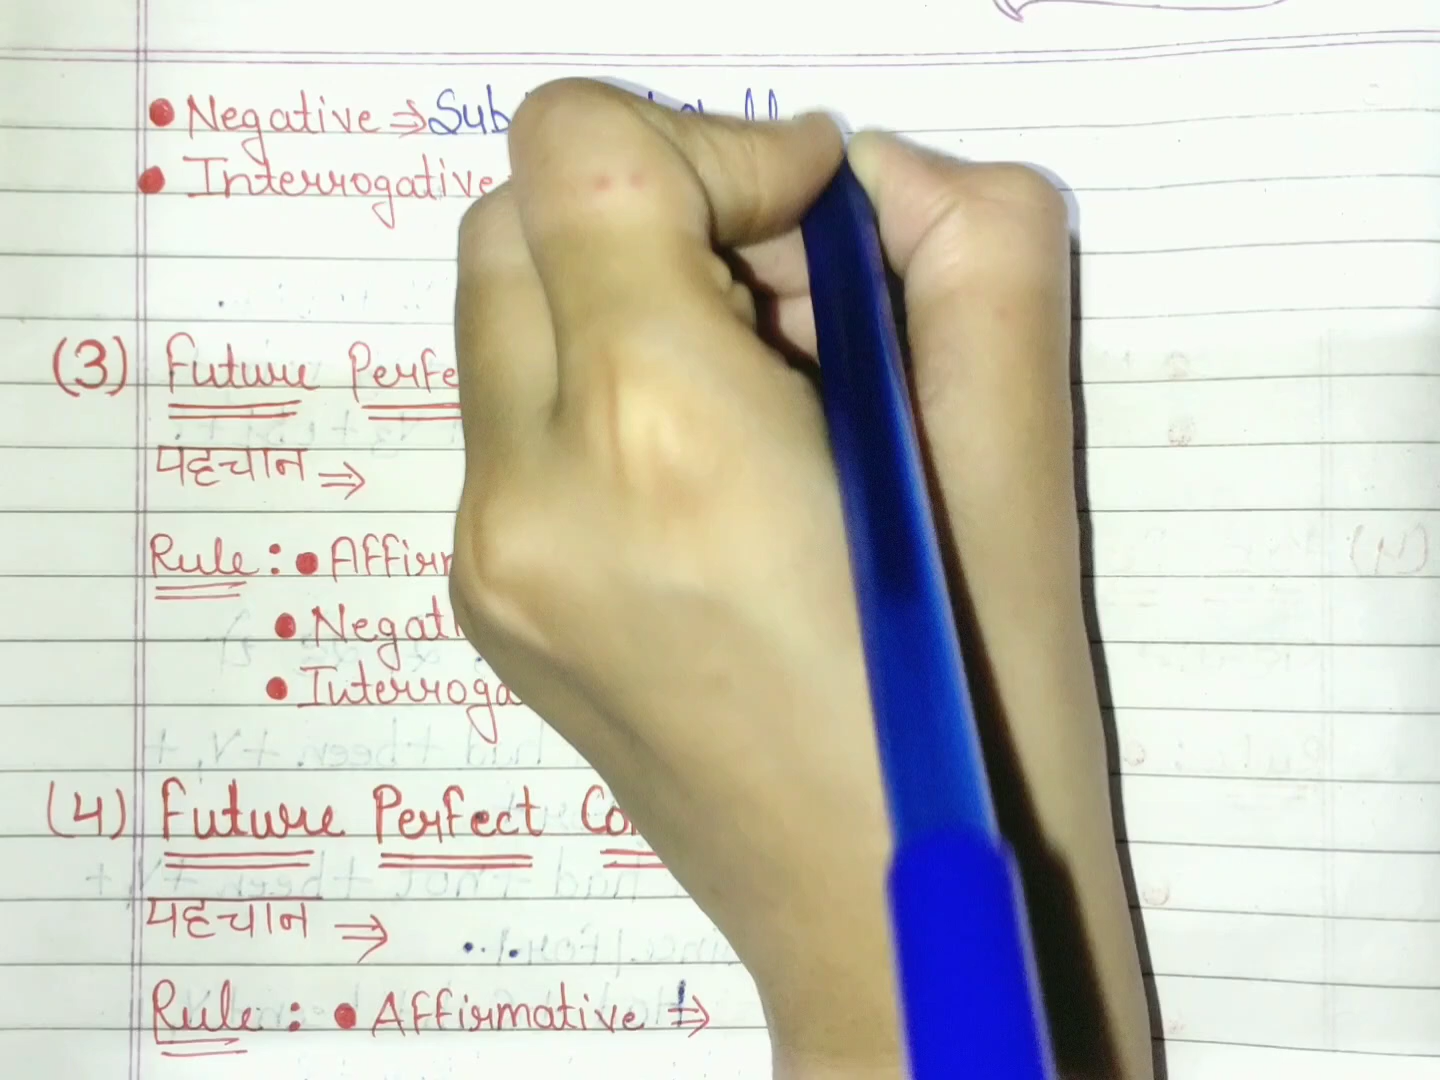 • Negative ⇒ Sub
• Interrogative
(3) Future Perfe
पहचान ⇒
Rule : • Affir
• Negat
• Interroga
(4) Future Perfect Co
पहचान ⇒
Rule : • Affirmative ⇒